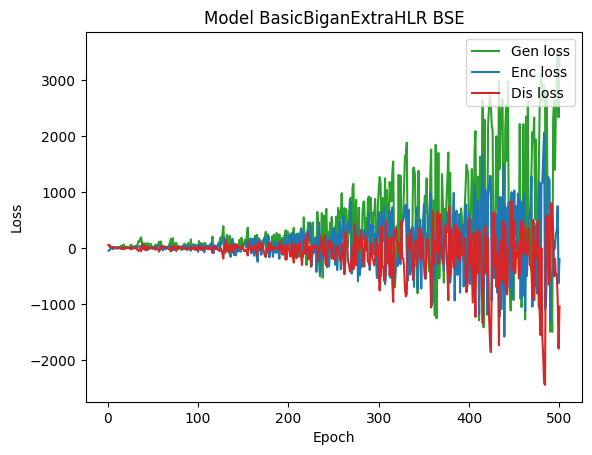 Model BasicBiganExtraHLR BSE
Gen loss
Enc loss
Dis loss
3000
2000
1000
0
−1000
−2000
Loss
0 100 200 300 400 500
Epoch